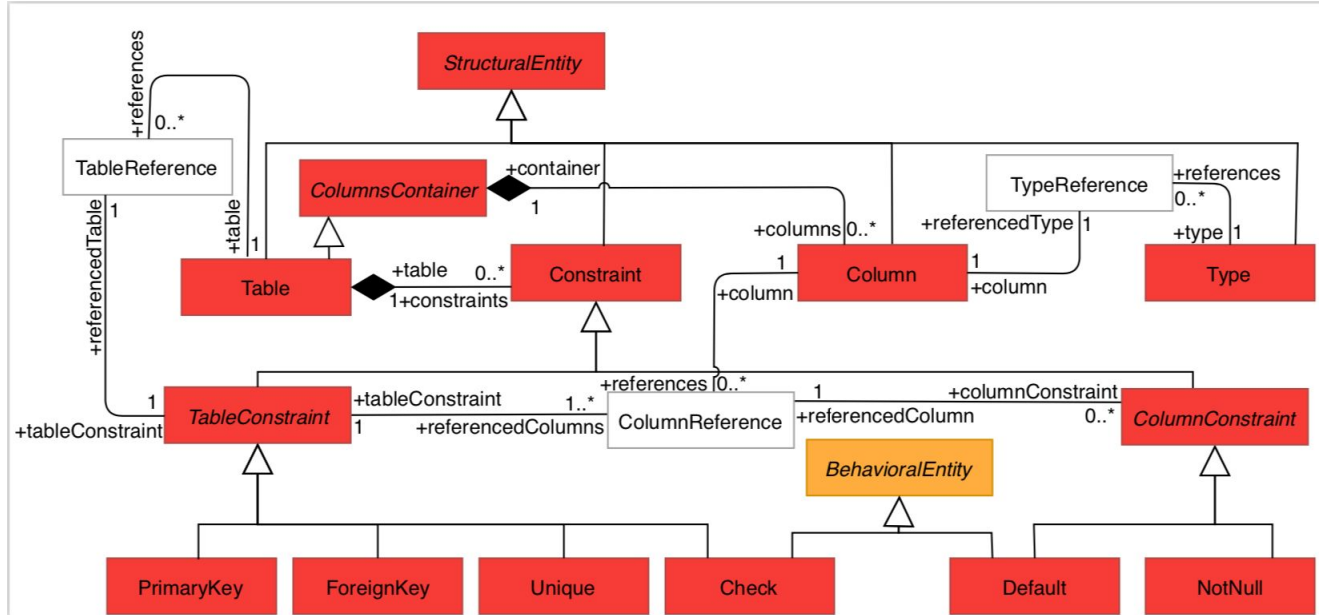 StructuralEntity
+references
0..*
TableReference
1
+referencedTable
+table
1
ColumnsContainer
+container
1
TypeReference
+references
0..*
+referencedType
1
+type
1
+columns
0..*
Table
+table
0..*
1
+constraints
Constraint
1
+column
Column
1
+column
Type
1
+tableConstraint
TableConstraint
+tableConstraint
1
1..*
+referencedColumns
+references
0..*
ColumnReference
1
+referencedColumn
+columnConstraint
0..*
ColumnConstraint
BehavioralEntity
PrimaryKey
ForeignKey
Unique
Check
Default
NotNull